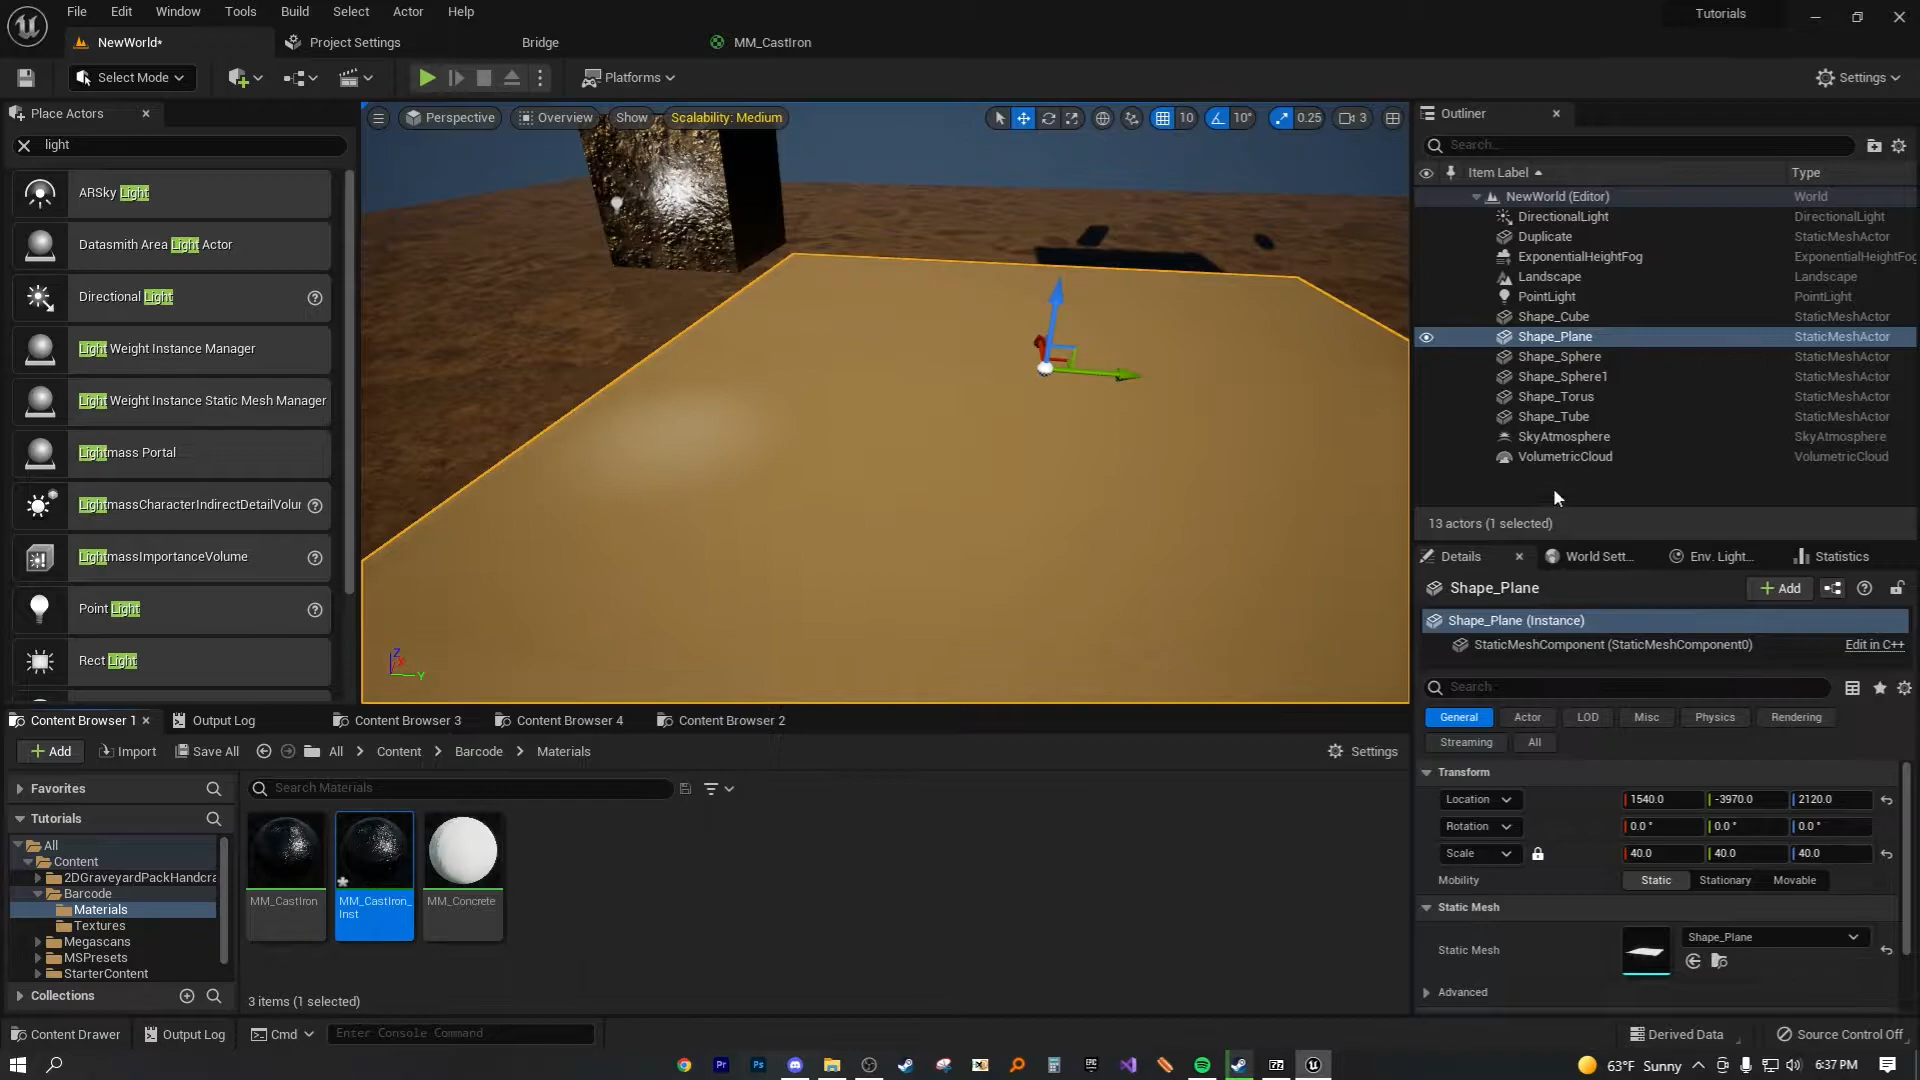 File Edit Window Tools Build Select Actor Help
Tutorials
NewWorld*
Project Settings
Bridge
MM_CastIron
Select Mode
Platforms
Settings
Place Actors
light
ARSky Light
Datasmith Area Light Actor
Directional Light
Light Weight Instance Manager
Light Weight Instance Static Mesh Manager
Lightmass Portal
LightmassCharacterIndirectDetailVolu
LightmassImportanceVolume
Point Light
Rect Light
Perspective
Overview
Show
Scalability: Medium
10
10°
0.25
3
Z
X
Y
Outliner
Search...
Item Label
Type
NewWorld (Editor) World
DirectionalLight DirectionalLight
Duplicate StaticMeshActor
ExponentialHeightFog ExponentialHeightFog
Landscape Landscape
PointLight PointLight
Shape_Cube StaticMeshActor
Shape_Plane StaticMeshActor
Shape_Sphere StaticMeshActor
Shape_Sphere1 StaticMeshActor
Shape_Torus StaticMeshActor
Shape_Tube StaticMeshActor
SkyAtmosphere SkyAtmosphere
VolumetricCloud VolumetricCloud
13 actors (1 selected)
Details
World Sett...
Env. Light...
Statistics
Shape_Plane
Add
Shape_Plane (Instance)
StaticMeshComponent (StaticMeshComponent0)
Edit in C++
Search
General Actor LOD Misc Physics Rendering
Streaming All
Transform
Location 1540.0 -3970.0 2120.0
Rotation 0.0° 0.0° 0.0°
Scale 40.0 40.0 40.0
Mobility Static Stationary Movable
Static Mesh
Static Mesh Shape_Plane
Advanced
Content Browser 1
Output Log
Content Browser 3
Content Browser 4
Content Browser 2
Add
Import
Save All
All > Content > Barcode > Materials
Settings
Favorites
Search Materials
Tutorials
All
Content
2DGraveyardPackHandcra
Barcode
Materials
Textures
Megascans
MSPresets
StarterContent
Collections
MM_CastIron
MM_CastIron_
Inst
MM_Concrete
3 items (1 selected)
Content Drawer
Output Log
Cmd
Enter Console Command
Derived Data
Source Control Off
63°F Sunny
6:37 PM